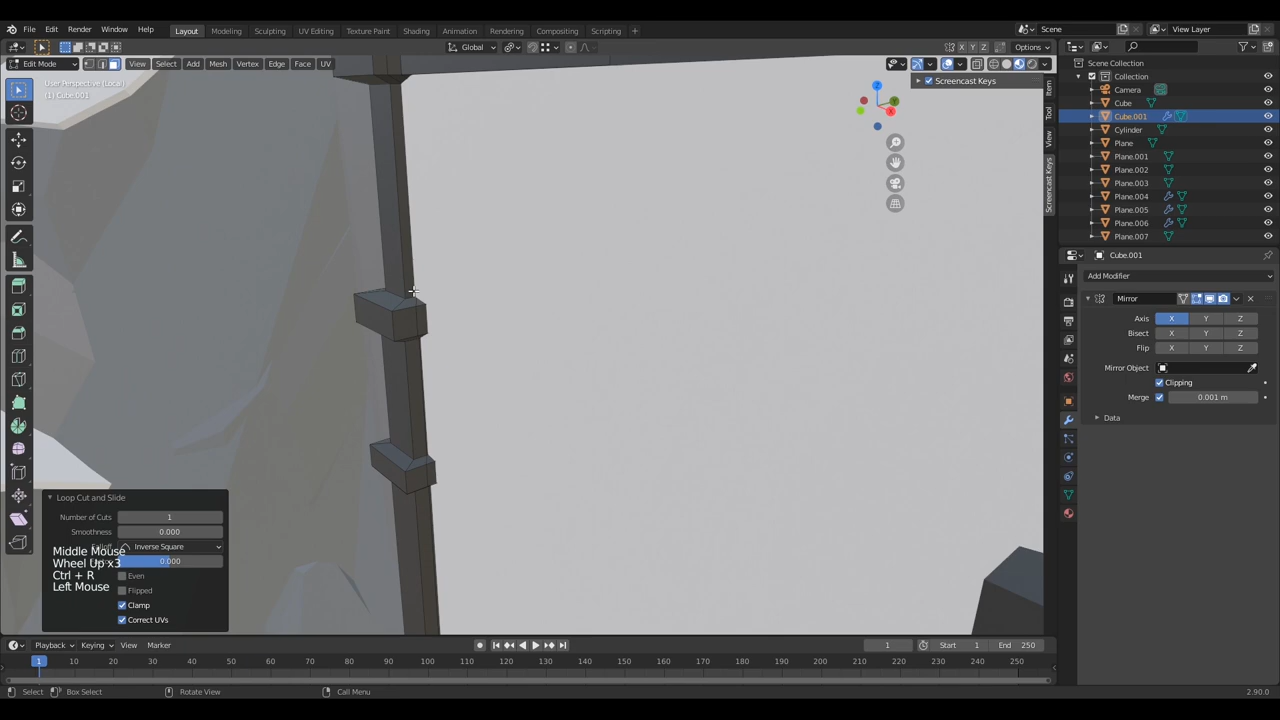 File Edit Render Window Help Layout Modeling Sculpting UV Editing Texture Paint Shading Animation Rendering Compositing Scripting + Scene View Layer
Global X Y Z Options
Edit Mode View Select Add Mesh Vertex Edge Face UV
User Perspective (Local)
(1) Cube.001
Screencast Keys
Z
Y
X
Item
Tool
View
Screencast Keys
Scene Collection
Collection
Camera
Cube
Cube.001
Cylinder
Plane
Plane.001
Plane.002
Plane.003
Plane.004
Plane.005
Plane.006
Plane.007
Cube.001
Add Modifier
Mirror
Axis X Y Z
Bisect X Y Z
Flip X Y Z
Mirror Object
Clipping
Merge 0.001 m
Data
Loop Cut and Slide
Number of Cuts 1
Smoothness 0.000
Inverse Square
0.000
Even
Flipped
Clamp
Correct UVs
Middle Mouse
Wheel Up x3
Ctrl + R
Left Mouse
Playback Keying View Marker 1 Start 1 End 250
1 10 20 30 40 50 60 70 80 90 100 110 120 130 140 150 160 170 180 190 200 210 220 230 240 250
Select Box Select Rotate View Call Menu 2.90.0